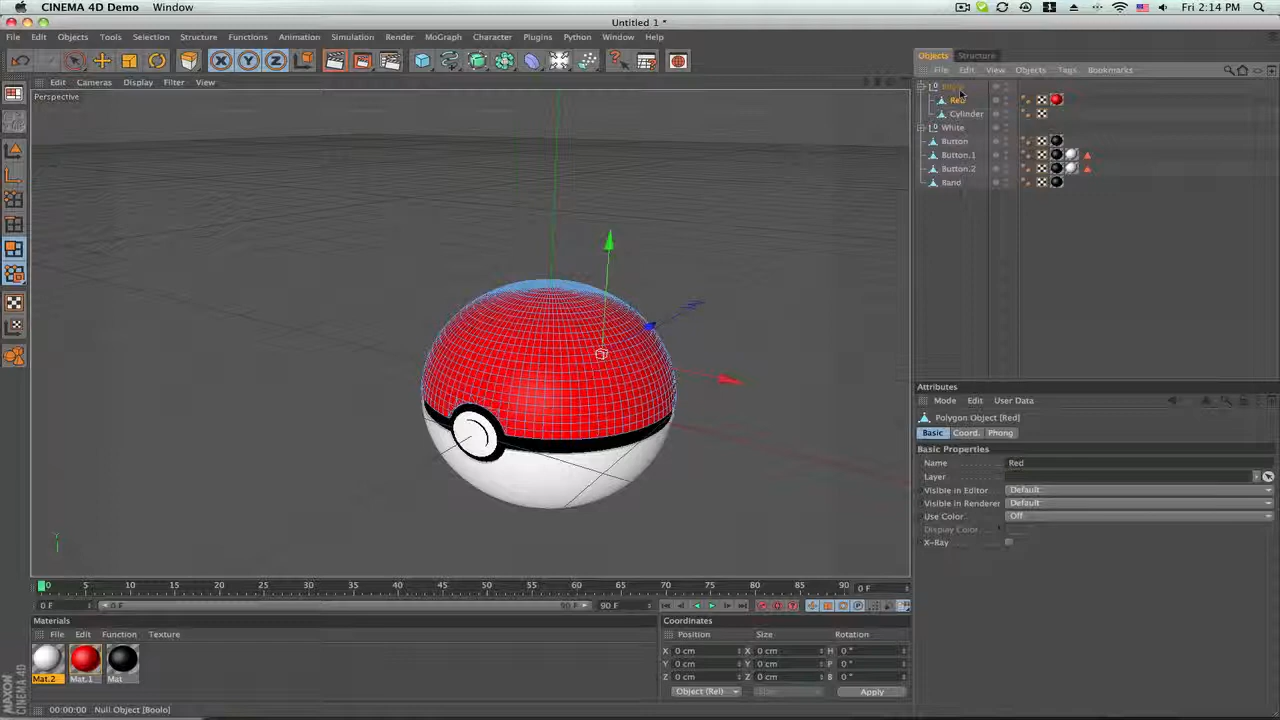 CINEMA 4D Demo Window Fri 2:14 PM
Untitled 1 *
File Edit Objects Tools Selection Structure Functions Animation Simulation Render MoGraph Character Plugins Python Window Help
Objects Structure
File Edit View Objects Tags Bookmarks
Edit Cameras Display Filter View
Perspective
Red
Cylinder
White
Button
Button.1
Button.2
Band
Attributes
Mode Edit User Data
Polygon Object [Red]
Basic Coord. Phong
Basic Properties
Name Red
Layer
Visible in Editor Default
Visible in Renderer Default
Use Color Off
Display Color
X-Ray
0 5 10 15 20 25 30 35 40 45 50 55 60 65 70 75 80 85 90 0 F
0 F 0 F 90 F 90 F
Materials
File Edit Function Texture
Mat.2 Mat.1 Mat
Coordinates
Position Size Rotation
X 0 cm X 0 cm H 0 °
Y 0 cm Y 0 cm P 0 °
Z 0 cm Z 0 cm B 0 °
Object (Rel) Size Apply
MAXON CINEMA 4D
00:00:00 Null Object [Boolo]